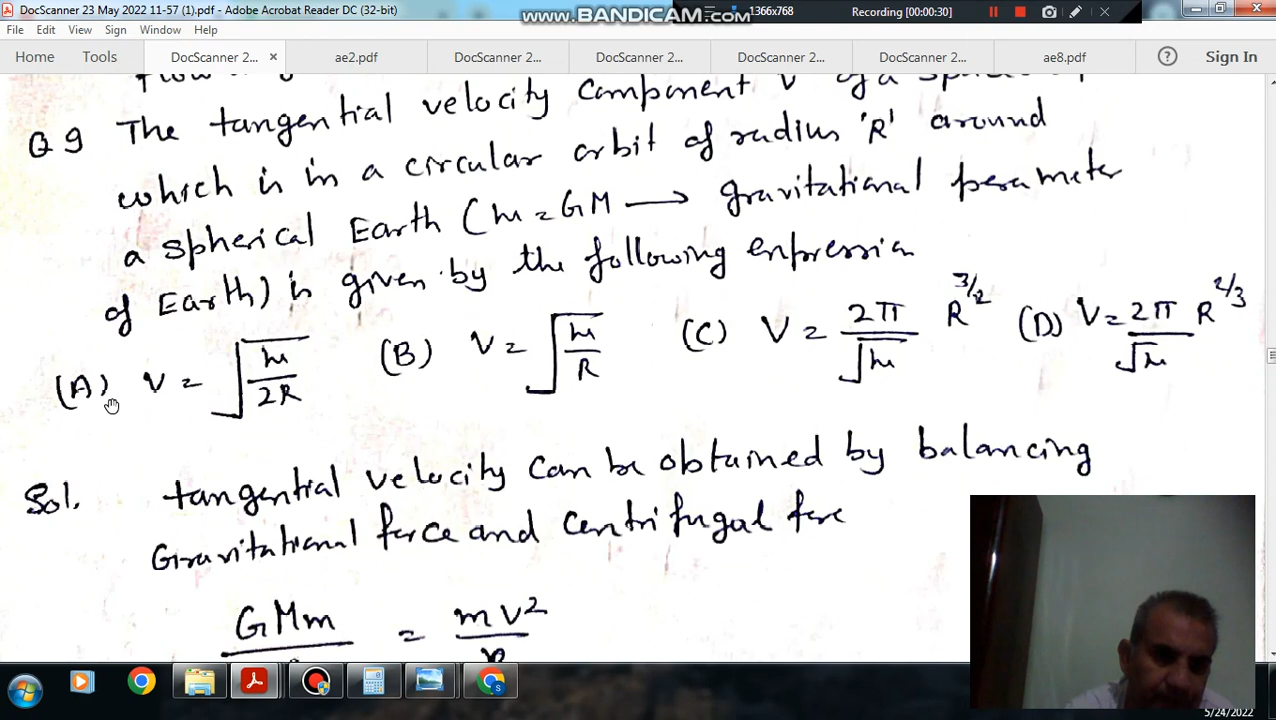 DocScanner 23 May 2022 11-57 (1).pdf - Adobe Acrobat Reader DC (32-bit)
www.BANDICAM.com
1366x768
Recording [00:00:30]
File Edit View Sign Window Help
Home Tools DocScanner 2... × ae2.pdf DocScanner 2... DocScanner 2... DocScanner 2... DocScanner 2... ae8.pdf ? Sign In
Q 9 The tangential velocity component 'V' of a
which is in a circular orbit of radius 'R' around
a spherical Earth (μ = GM → gravitational perameter
of Earth) is given by the following expression
(A) V = √(μ/2R) (B) V = √(μ/R) (C) V = 2π/√μ R^3/2 (D) V = 2π/√μ R^2/3
Sol. tangential velocity can be obtained by balancing
Gravitational force and Centrifugal force
GMm = mV²
5/24/2022